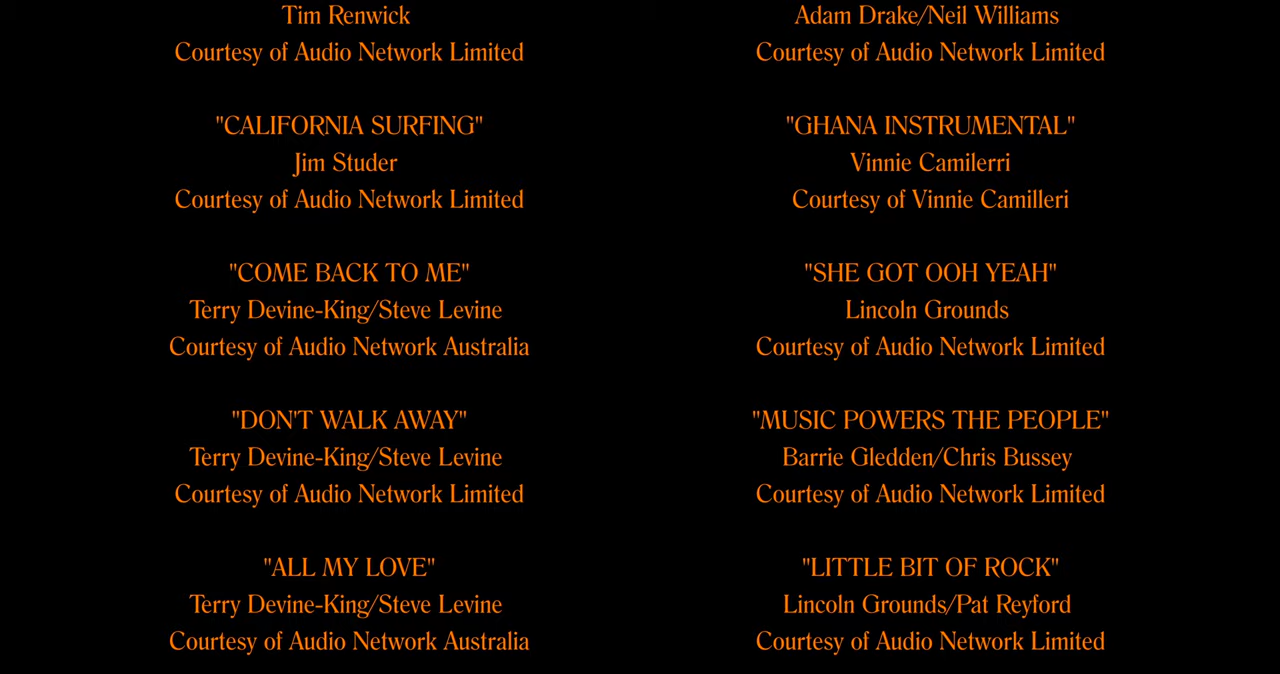 Tim Renwick
Courtesy of Audio Network Limited
"CALIFORNIA SURFING"
Jim Studer
Courtesy of Audio Network Limited
"COME BACK TO ME"
Terry Devine-King/Steve Levine
Courtesy of Audio Network Australia
"DON'T WALK AWAY"
Terry Devine-King/Steve Levine
Courtesy of Audio Network Limited
"ALL MY LOVE"
Terry Devine-King/Steve Levine
Courtesy of Audio Network Australia
Adam Drake/Neil Williams
Courtesy of Audio Network Limited
"GHANA INSTRUMENTAL"
Vinnie Camilerri
Courtesy of Vinnie Camilleri
"SHE GOT OOH YEAH"
Lincoln Grounds
Courtesy of Audio Network Limited
"MUSIC POWERS THE PEOPLE"
Barrie Gledden/Chris Bussey
Courtesy of Audio Network Limited
"LITTLE BIT OF ROCK"
Lincoln Grounds/Pat Reyford
Courtesy of Audio Network Limited